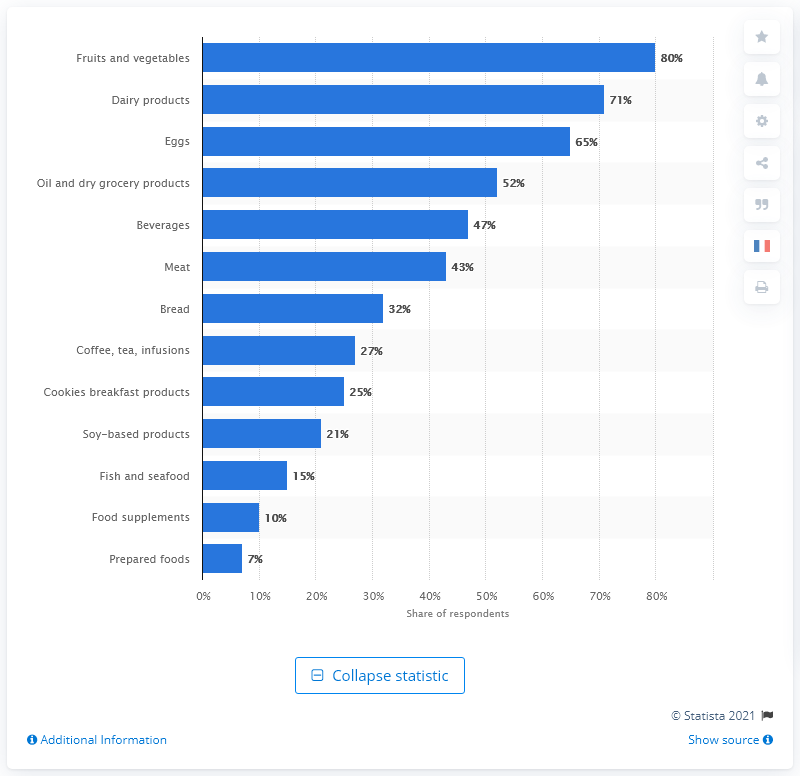 Fruits and vegetables 80%
Dairy products 71%
Eggs 65%
Oil and dry grocery products 52%
Beverages 47%
Meat 43%
Bread 32%
Coffee, tea, infusions 27%
Cookies breakfast products 25%
Soy-based products 21%
Fish and seafood 15%
Food supplements 10%
Prepared foods 7%
0% 10% 20% 30% 40% 50% 60% 70% 80%
Share of respondents
Collapse statistic
© Statista 2021
Additional Information Show source